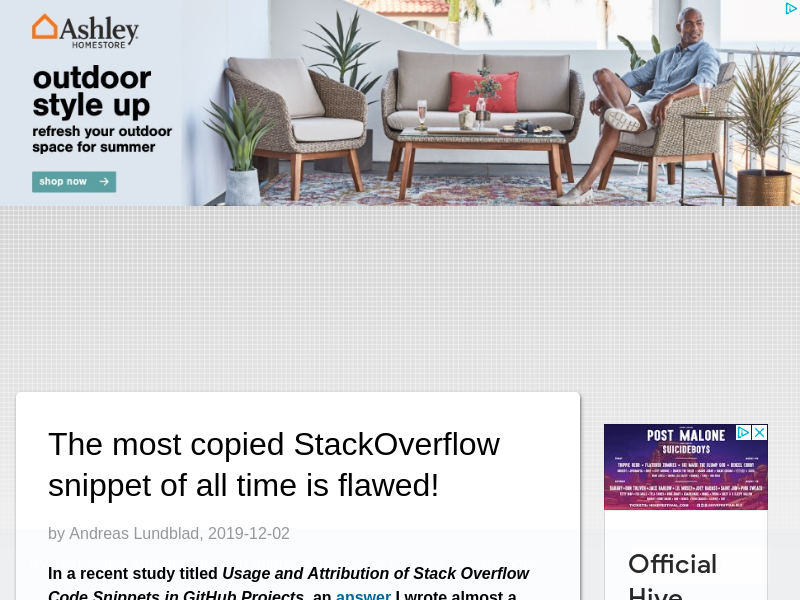 Ashley
HOMESTORE
outdoor
style up
refresh your outdoor
space for summer
shop now →
The most copied StackOverflow
snippet of all time is flawed!
by Andreas Lundblad, 2019-12-02
In a recent study titled Usage and Attribution of Stack Overflow
Code Snippets in GitHub Projects, an answer I wrote almost a
POST MALONE
$UICIDEBOY$
Official
Hive